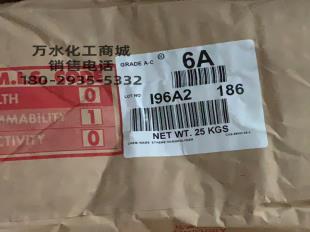 万水化工商城
销售电话
180-2935-5332
GRADE A-C ® 6A
LOT NO I96A2 186
NET WT. 25 KGS
LTH 0
MMABILITY 1
CTIVITY 0